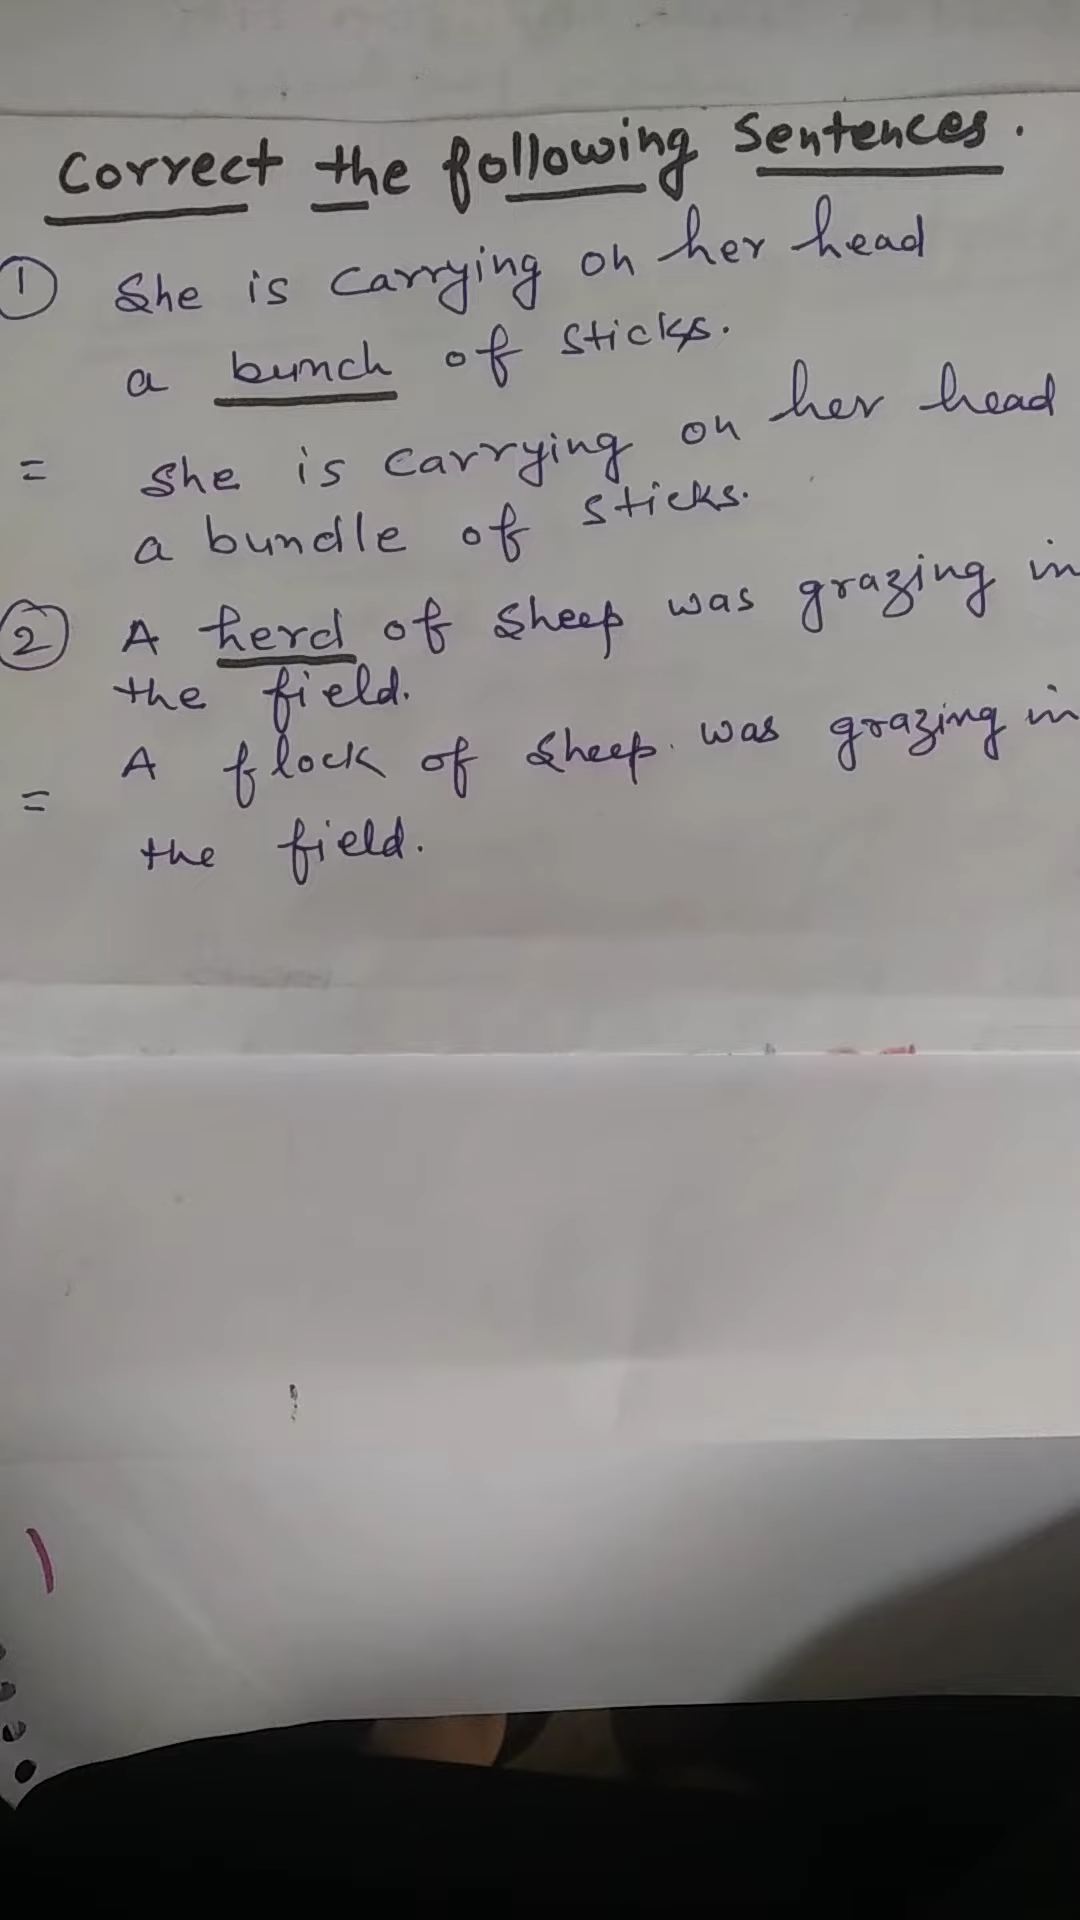 Correct the following Sentences.
① She is Carrying on her head
a bunch of sticks.
= She is Carrying on her head
a bundle of sticks.
② A herd of Sheep was grazing in
the field.
= A flock of Sheep. was grazing in
the field.